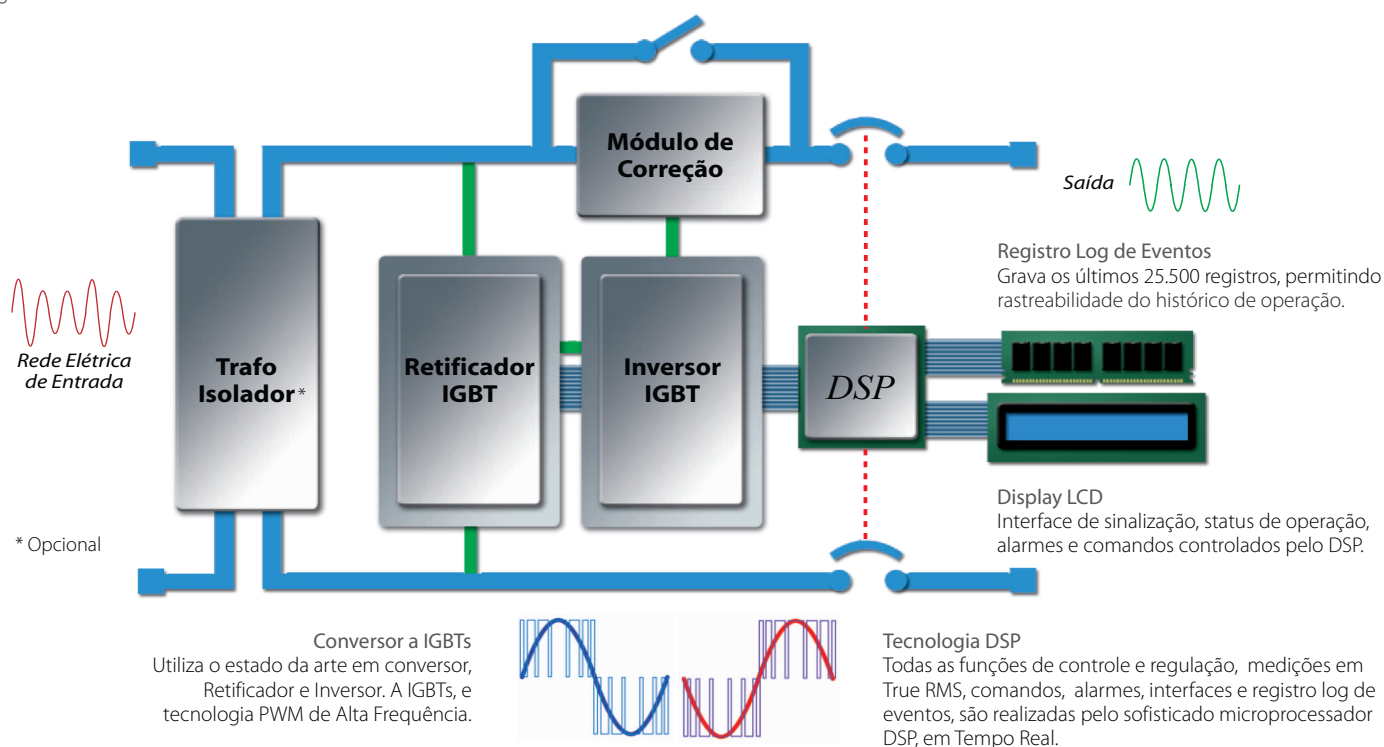 Módulo de
Correção
Saída
Registro Log de Eventos
Grava os últimos 25.500 registros, permitindo
rastreabilidade do histórico de operação.
Rede Elétrica
de Entrada
Trafo
Isolador*
Retificador
IGBT
Inversor
IGBT
DSP
Display LCD
Interface de sinalização, status de operação,
alarmes e comandos controlados pelo DSP.
* Opcional
Conversor a IGBTs
Utiliza o estado da arte em conversor,
Retificador e Inversor. A IGBTs, e
tecnologia PWM de Alta Frequência.
Tecnologia DSP
Todas as funções de controle e regulação, medições em
True RMS, comandos, alarmes, interfaces e registro log de
eventos, são realizadas pelo sofisticado microprocessador
DSP, em Tempo Real.